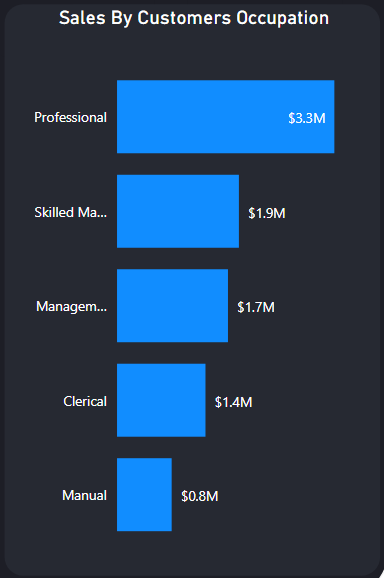 Sales By Customers Occupation
Professional $3.3M
Skilled Ma... $1.9M
Managem... $1.7M
Clerical $1.4M
Manual $0.8M